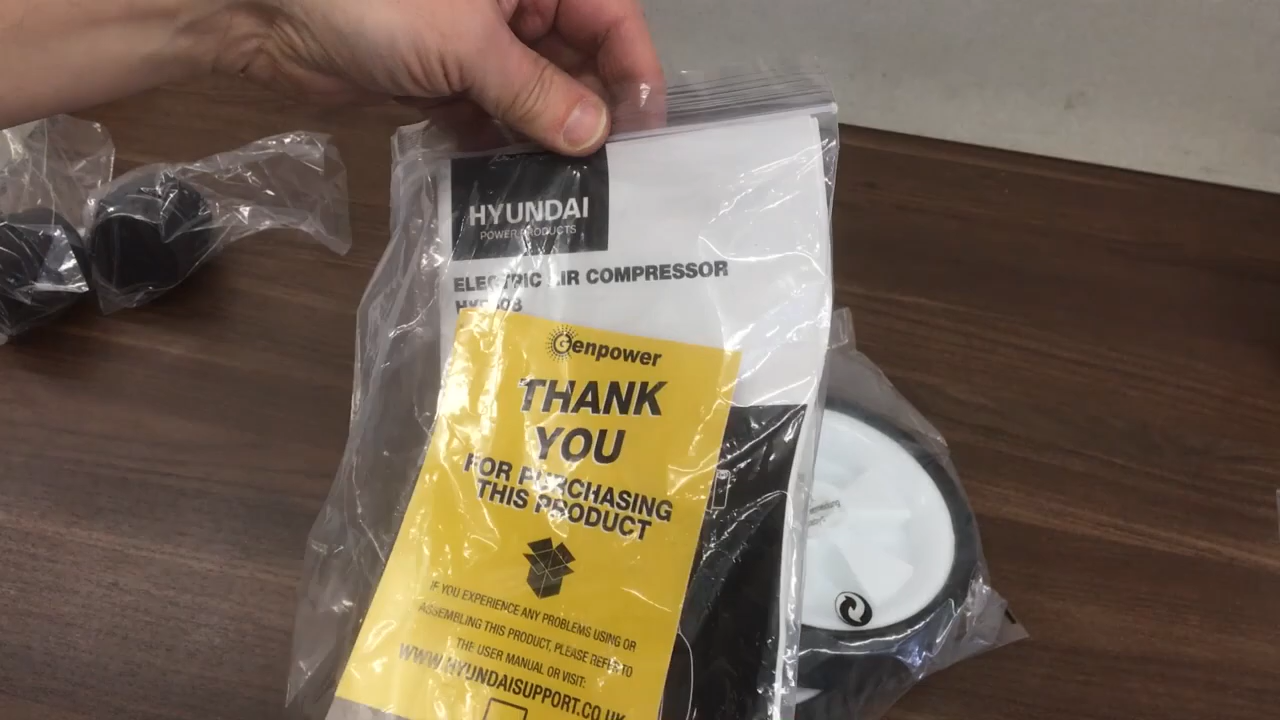 HYUNDAI
POWER PRODUCTS
ELECTRIC AIR COMPRESSOR
Genpower
THANK
YOU
FOR PURCHASING
THIS PRODUCT
IF YOU EXPERIENCE ANY PROBLEMS USING OR
ASSEMBLING THIS PRODUCT, PLEASE REFER TO
THE USER MANUAL OR VISIT:
WWW.HYUNDAISUPPORT.CO.UK